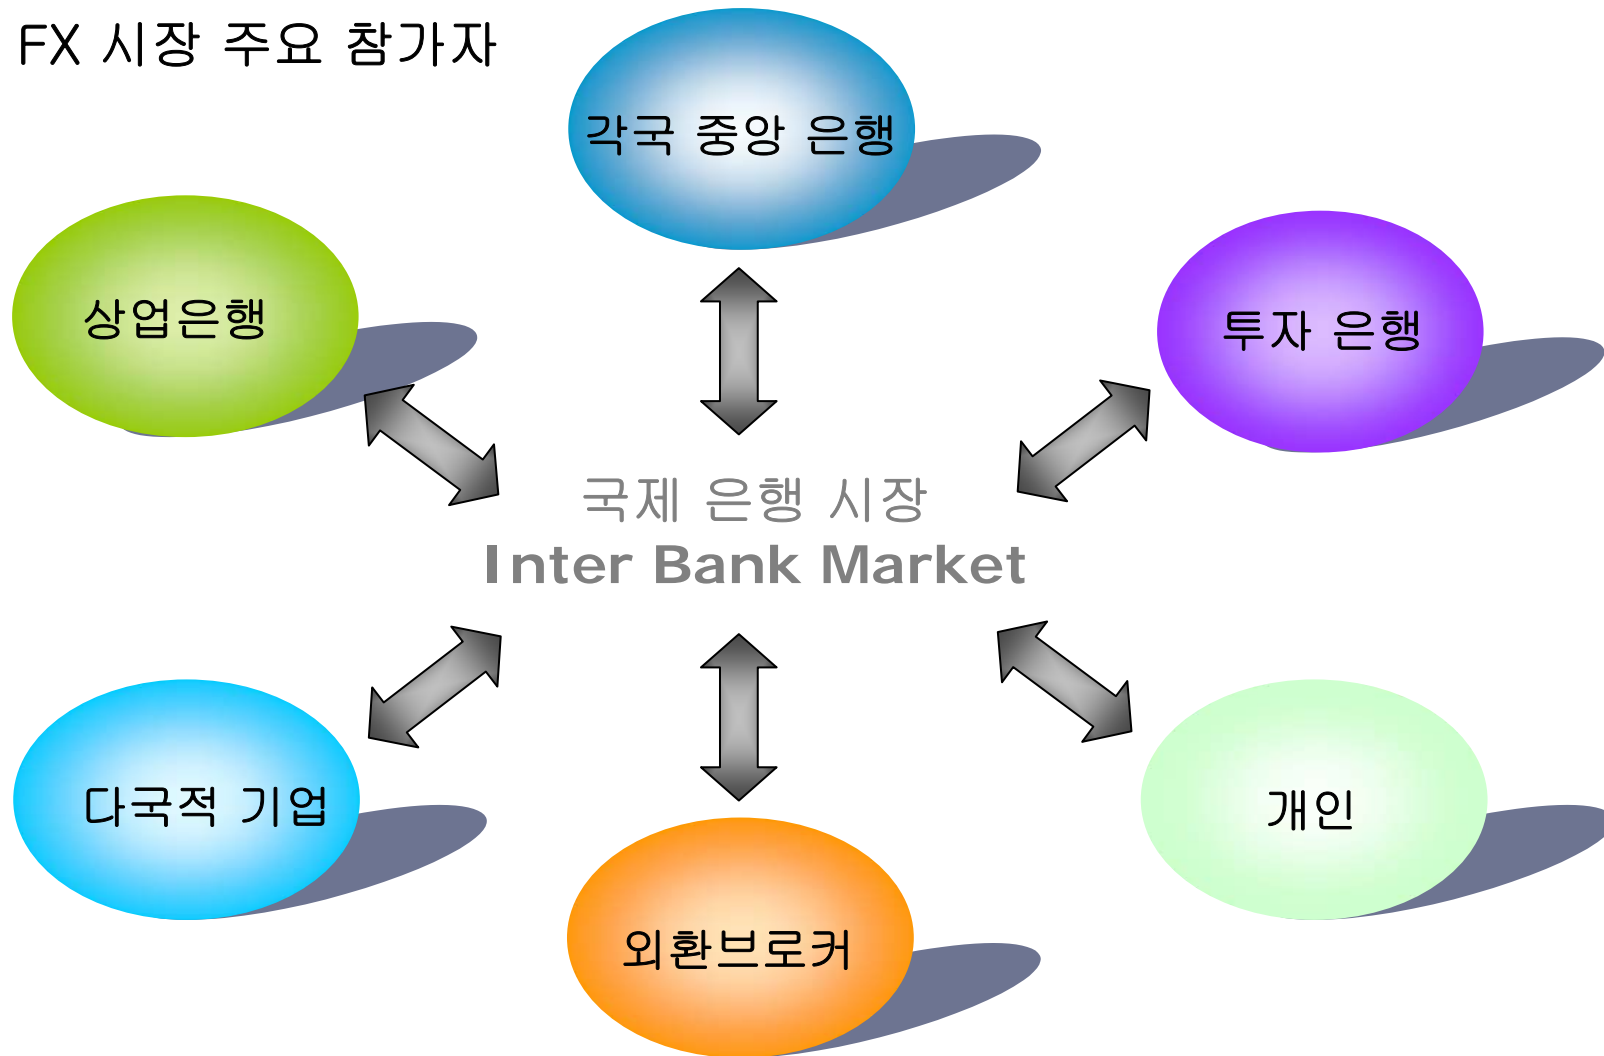 FX 시장 주요 참가자
각국 중앙 은행
상업은행
투자 은행
국제 은행 시장
Inter Bank Market
다국적 기업
개인
외환브로커